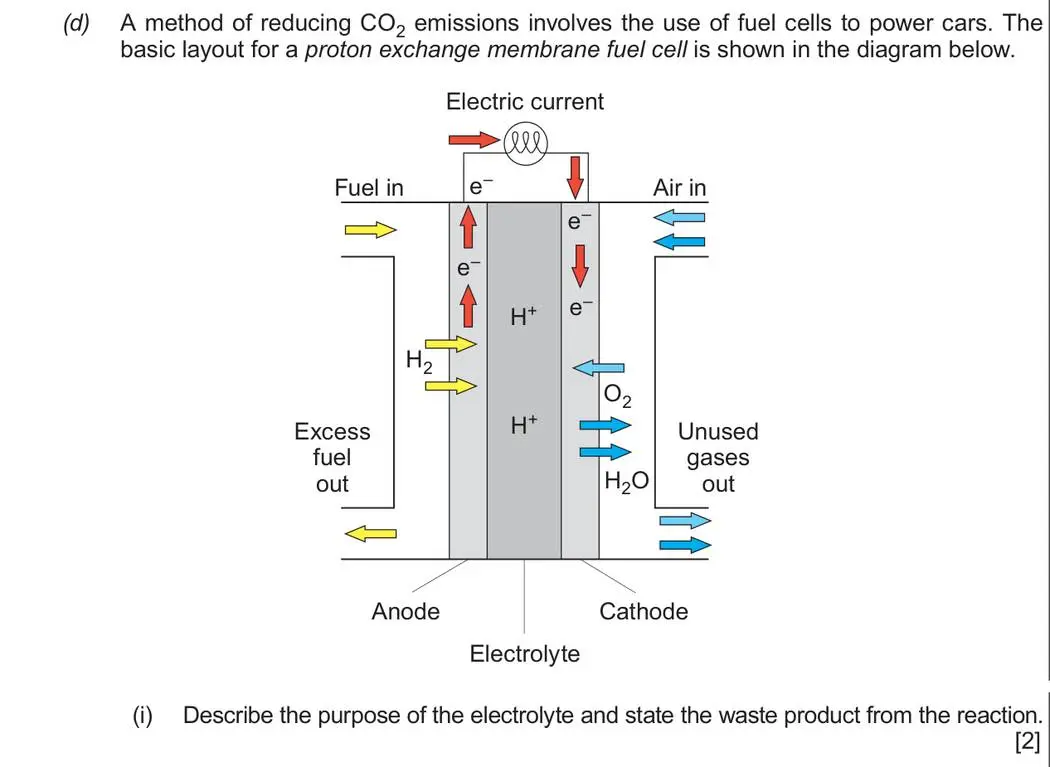 (d) A method of reducing CO₂ emissions involves the use of fuel cells to power cars. The
basic layout for a proton exchange membrane fuel cell is shown in the diagram below.
Electric current
Fuel in
e⁻
Air in
e⁻
e⁻
H⁺
e⁻
H₂
O₂
H⁺
Excess
fuel
out
Unused
gases
out
H₂O
Anode
Cathode
Electrolyte
(i) Describe the purpose of the electrolyte and state the waste product from the reaction.
[2]